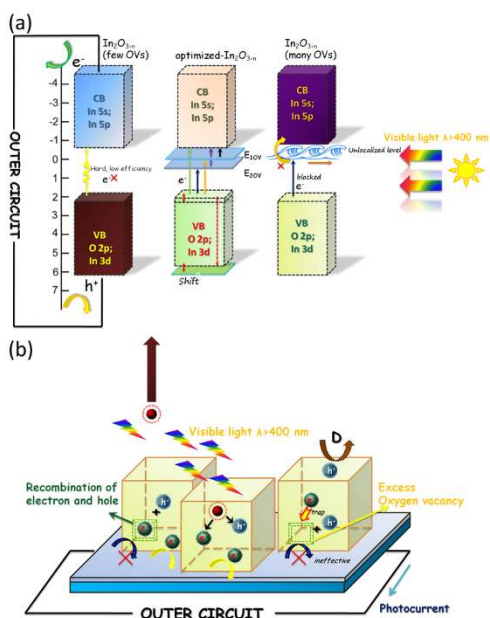 (a)
In₂O₃₋ₙ
(few OVs)
optimized-In₂O₃₋ₙ
In₂O₃₋ₙ
(many OVs)
e⁻
OUTER CIRCUIT
-4
-3
-2
-1
0
1
2
3
4
5
6
7
CB
In 5s;
In 5p
CB
In 5s;
In 5p
CB
In 5s;
In 5p
Hard, low efficiency
e⁻
E₁OV
E₂OV
e⁻
Unlocalized level
blocked
e⁻
Visible light λ>400 nm
VB
O 2p;
In 3d
VB
O 2p;
In 3d
VB
O 2p;
In 3d
Shift
h⁺
(b)
Visible light λ>400 nm
D
Recombination of
electron and hole
h⁺
+
h⁺
h⁺
h⁺
trap
+
Excess
Oxygen vacancy
ineffective
OUTER CIRCUIT
Photocurrent